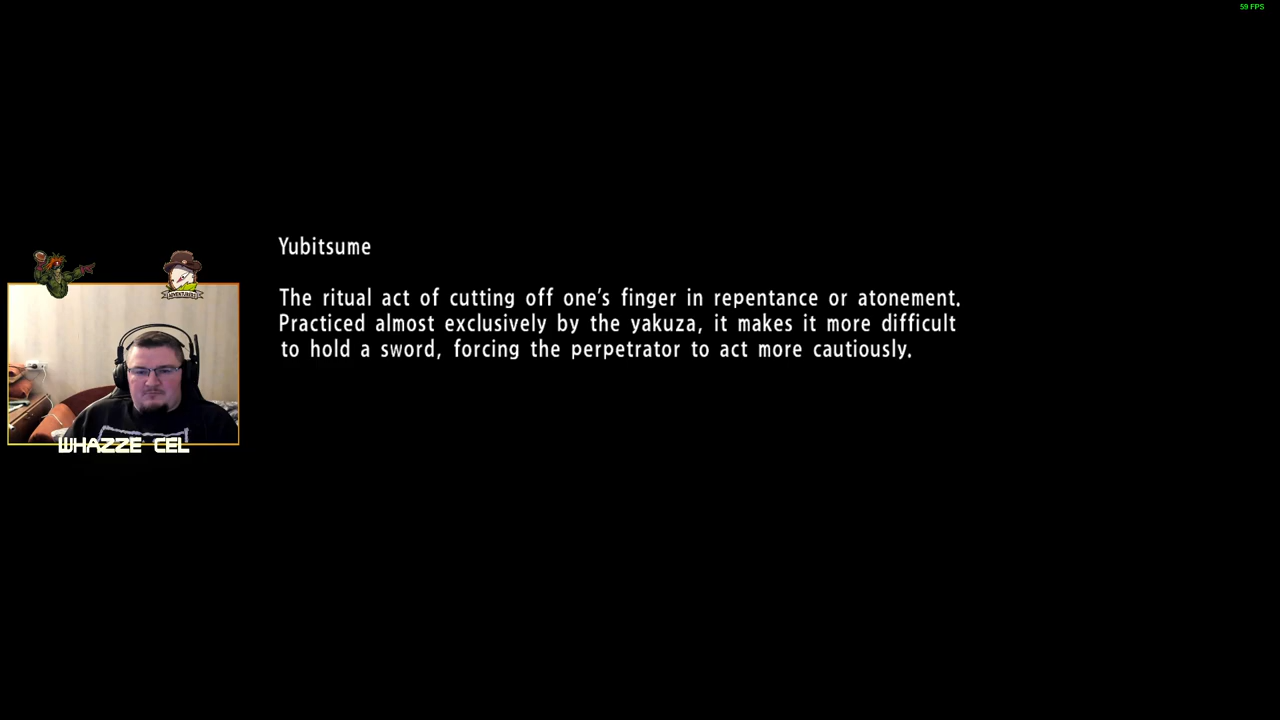 59 FPS
Yubitsume
The ritual act of cutting off one's finger in repentance or atonement.
Practiced almost exclusively by the yakuza, it makes it more difficult
to hold a sword, forcing the perpetrator to act more cautiously.
WHAZZE CEL